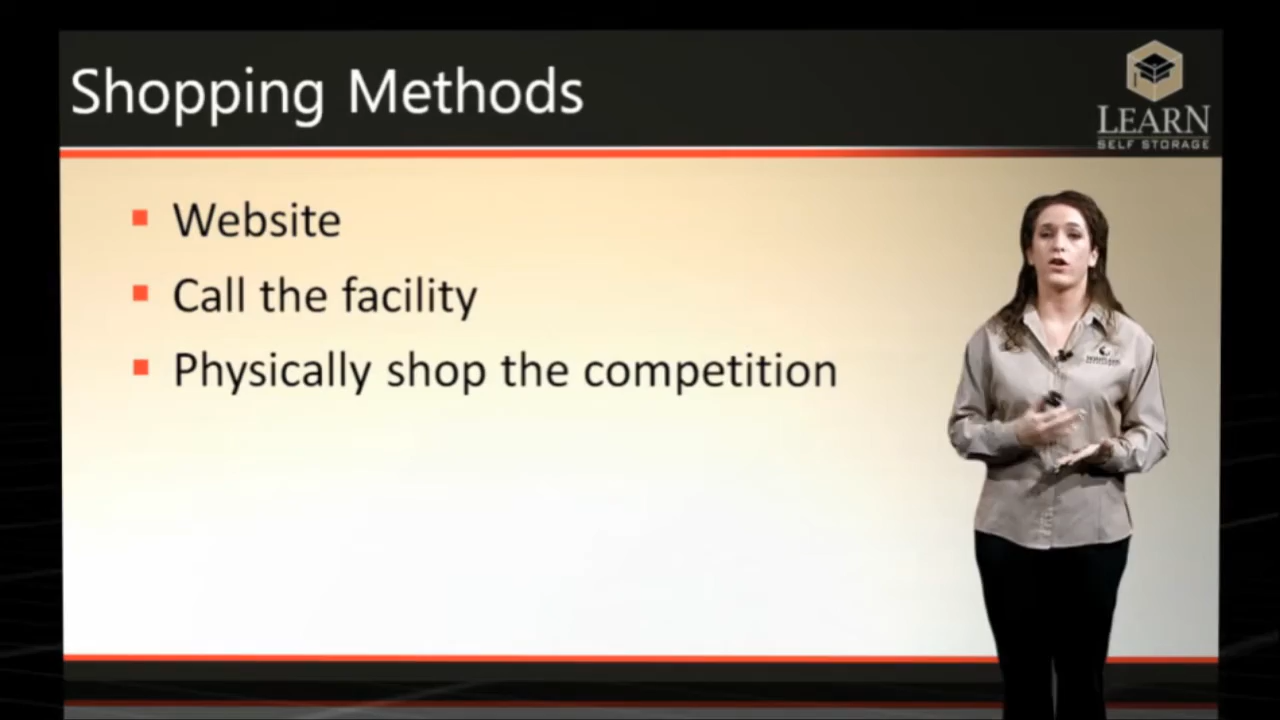 Shopping Methods
LEARN
SELF STORAGE
Website
Call the facility
Physically shop the competition